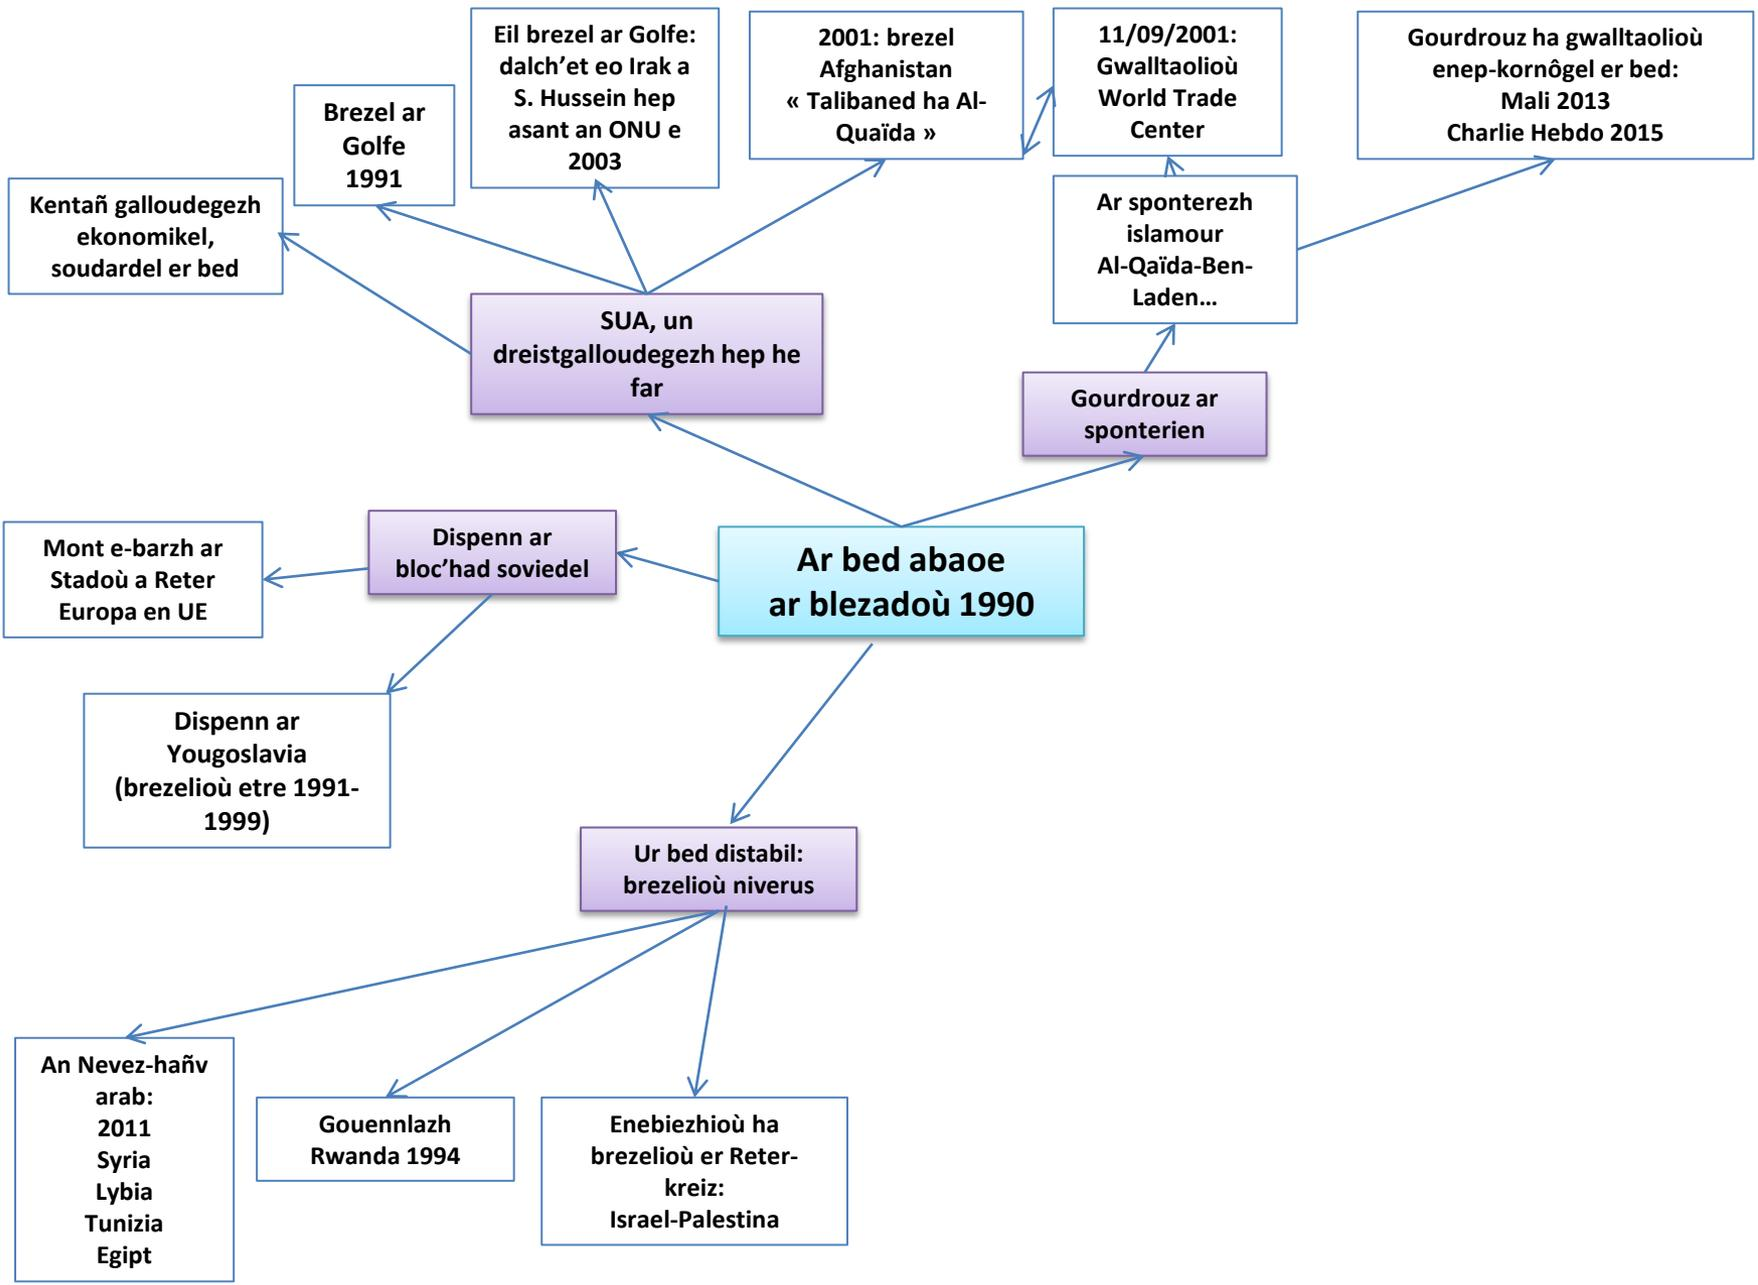 Eil brezel ar Golfe:
dalch’et eo Irak a
S. Hussein hep
asant an ONU e
2003
2001: brezel
Afghanistan
« Talibaned ha Al-
Quaïda »
11/09/2001:
Gwalltaolioù
World Trade
Center
Gourdrouz ha gwalltaolioù
enep-kornôgel er bed:
Mali 2013
Charlie Hebdo 2015
Brezel ar
Golfe
1991
Kentañ galloudegezh
ekonomikel,
soudardel er bed
Ar sponterezh
islamour
Al-Qaïda-Ben-
Laden...
SUA, un
dreistgalloudegezh hep he
far
Gourdrouz ar
sponterien
Mont e-barzh ar
Stadoù a Reter
Europa en UE
Dispenn ar
bloc’had soviedel
Ar bed abaoe
ar blezadoù 1990
Dispenn ar
Yougoslavia
(brezelioù etre 1991-
1999)
Ur bed distabil:
brezelioù niverus
An Nevez-hañv
arab:
2011
Syria
Lybia
Tunizia
Egipt
Gouennlazh
Rwanda 1994
Enebiezhioù ha
brezelioù er Reter-
kreiz:
Israel-Palestina